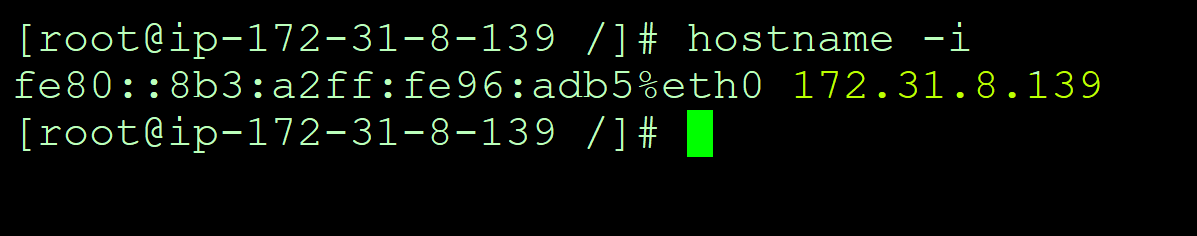 [root@ip-172-31-8-139 /]# hostname -i
fe80::8b3:a2ff:fe96:adb5%eth0 172.31.8.139
[root@ip-172-31-8-139 /]#